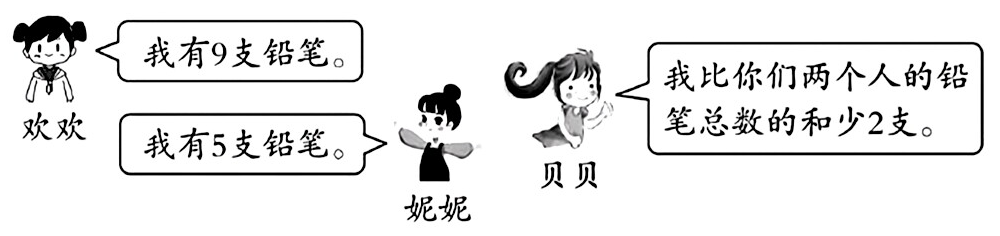 我有9支铅笔。
欢欢
我有5支铅笔。
妮妮
我比你们两个人的铅
笔总数的和少2支。
贝贝